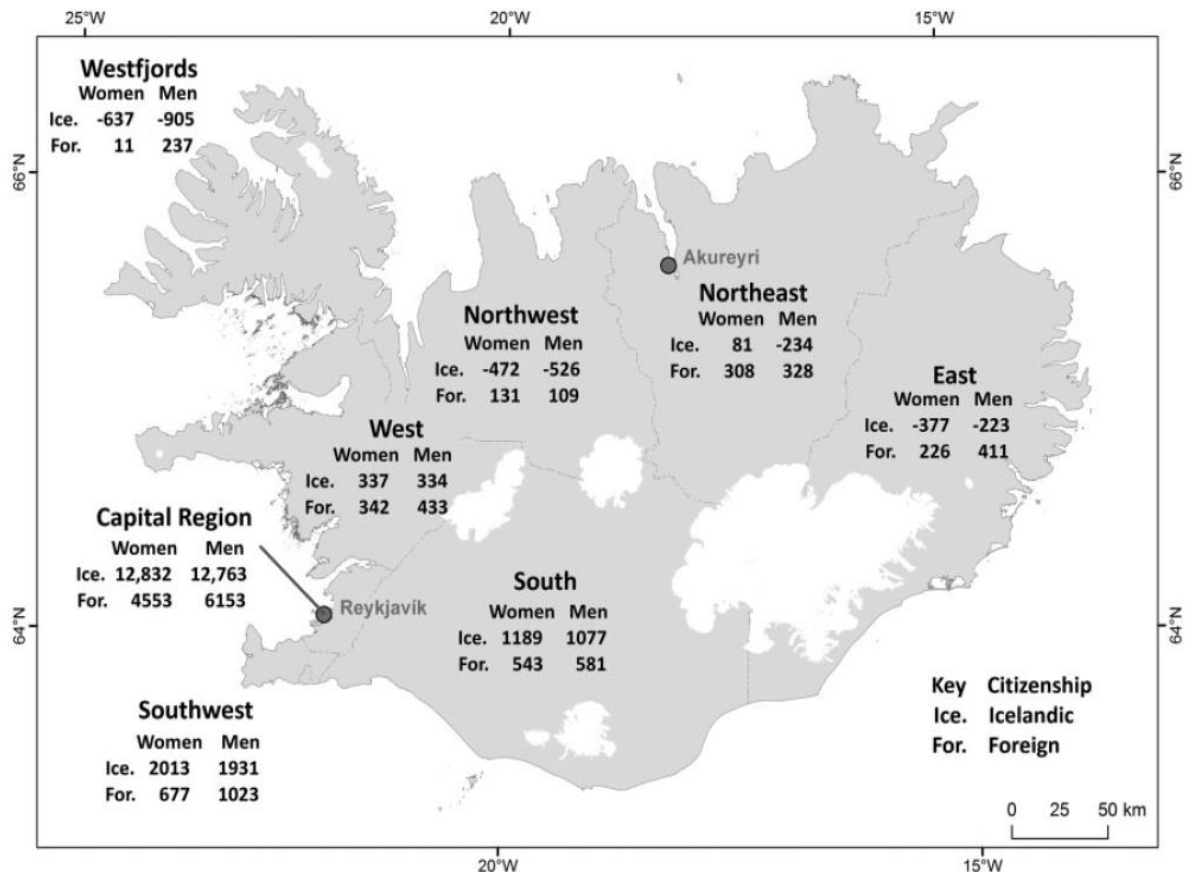 25°W 20°W 15°W
66°N
66°N
Westfjords
Women Men
Ice. -637 -905
For. 11 237
Akureyri
Northeast
Women Men
Ice. 81 -234
For. 308 328
Northwest
Women Men
Ice. -472 -526
For. 131 109
East
Women Men
Ice. -377 -223
For. 226 411
West
Women Men
Ice. 337 334
For. 342 433
Capital Region
Women Men
Ice. 12,832 12,763
For. 4553 6153
Reykjavík
South
Women Men
Ice. 1189 1077
For. 543 581
64°N
64°N
Southwest
Women Men
Ice. 2013 1931
For. 677 1023
Key Citizenship
Ice. Icelandic
For. Foreign
0 25 50 km
20°W 15°W